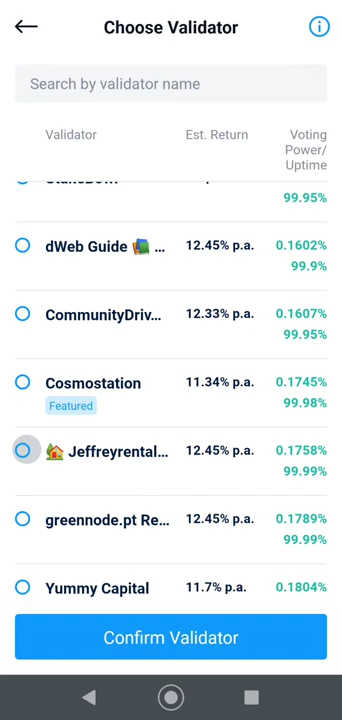 Choose Validator
Search by validator name
Validator
Est. Return
Voting
Power/
Uptime
99.95%
dWeb Guide ...
12.45% p.a.
0.1602%
99.9%
CommunityDriv...
12.33% p.a.
0.1607%
99.95%
Cosmostation
11.34% p.a.
0.1745%
Featured
99.98%
Jeffreyrental...
12.45% p.a.
0.1758%
99.99%
greennode.pt Re...
12.45% p.a.
0.1789%
99.99%
Yummy Capital
11.7% p.a.
0.1804%
Confirm Validator